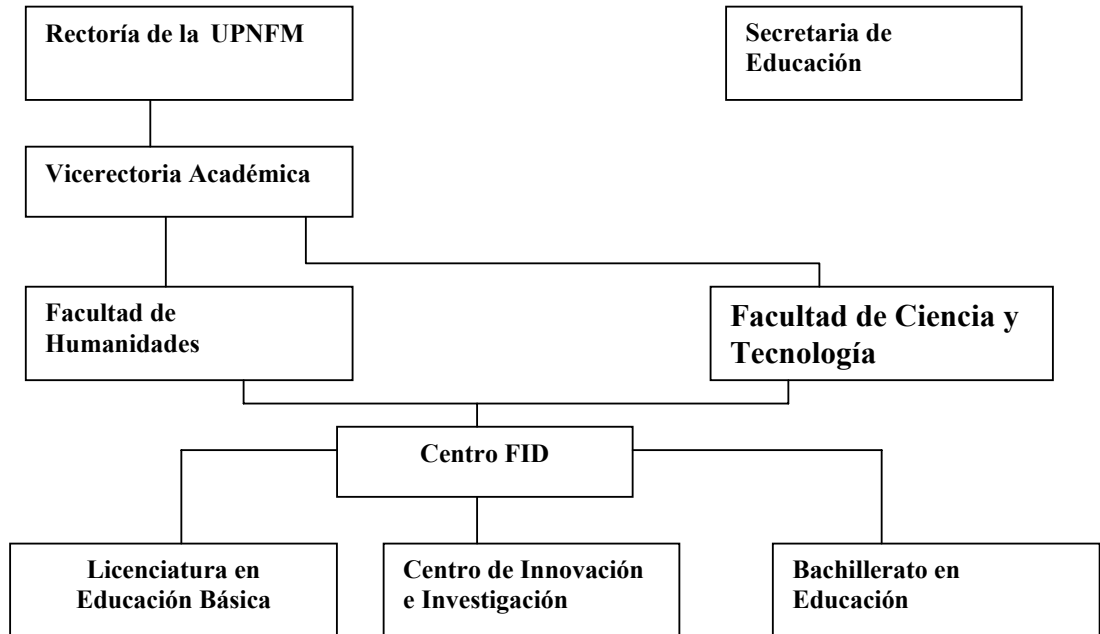 Rectoría de la UPNFM
Secretaria de
Educación
Vicerectoria Académica
Facultad de
Humanidades
Facultad de Ciencia y
Tecnología
Centro FID
Licenciatura en
Educación Básica
Centro de Innovación
e Investigación
Bachillerato en
Educación